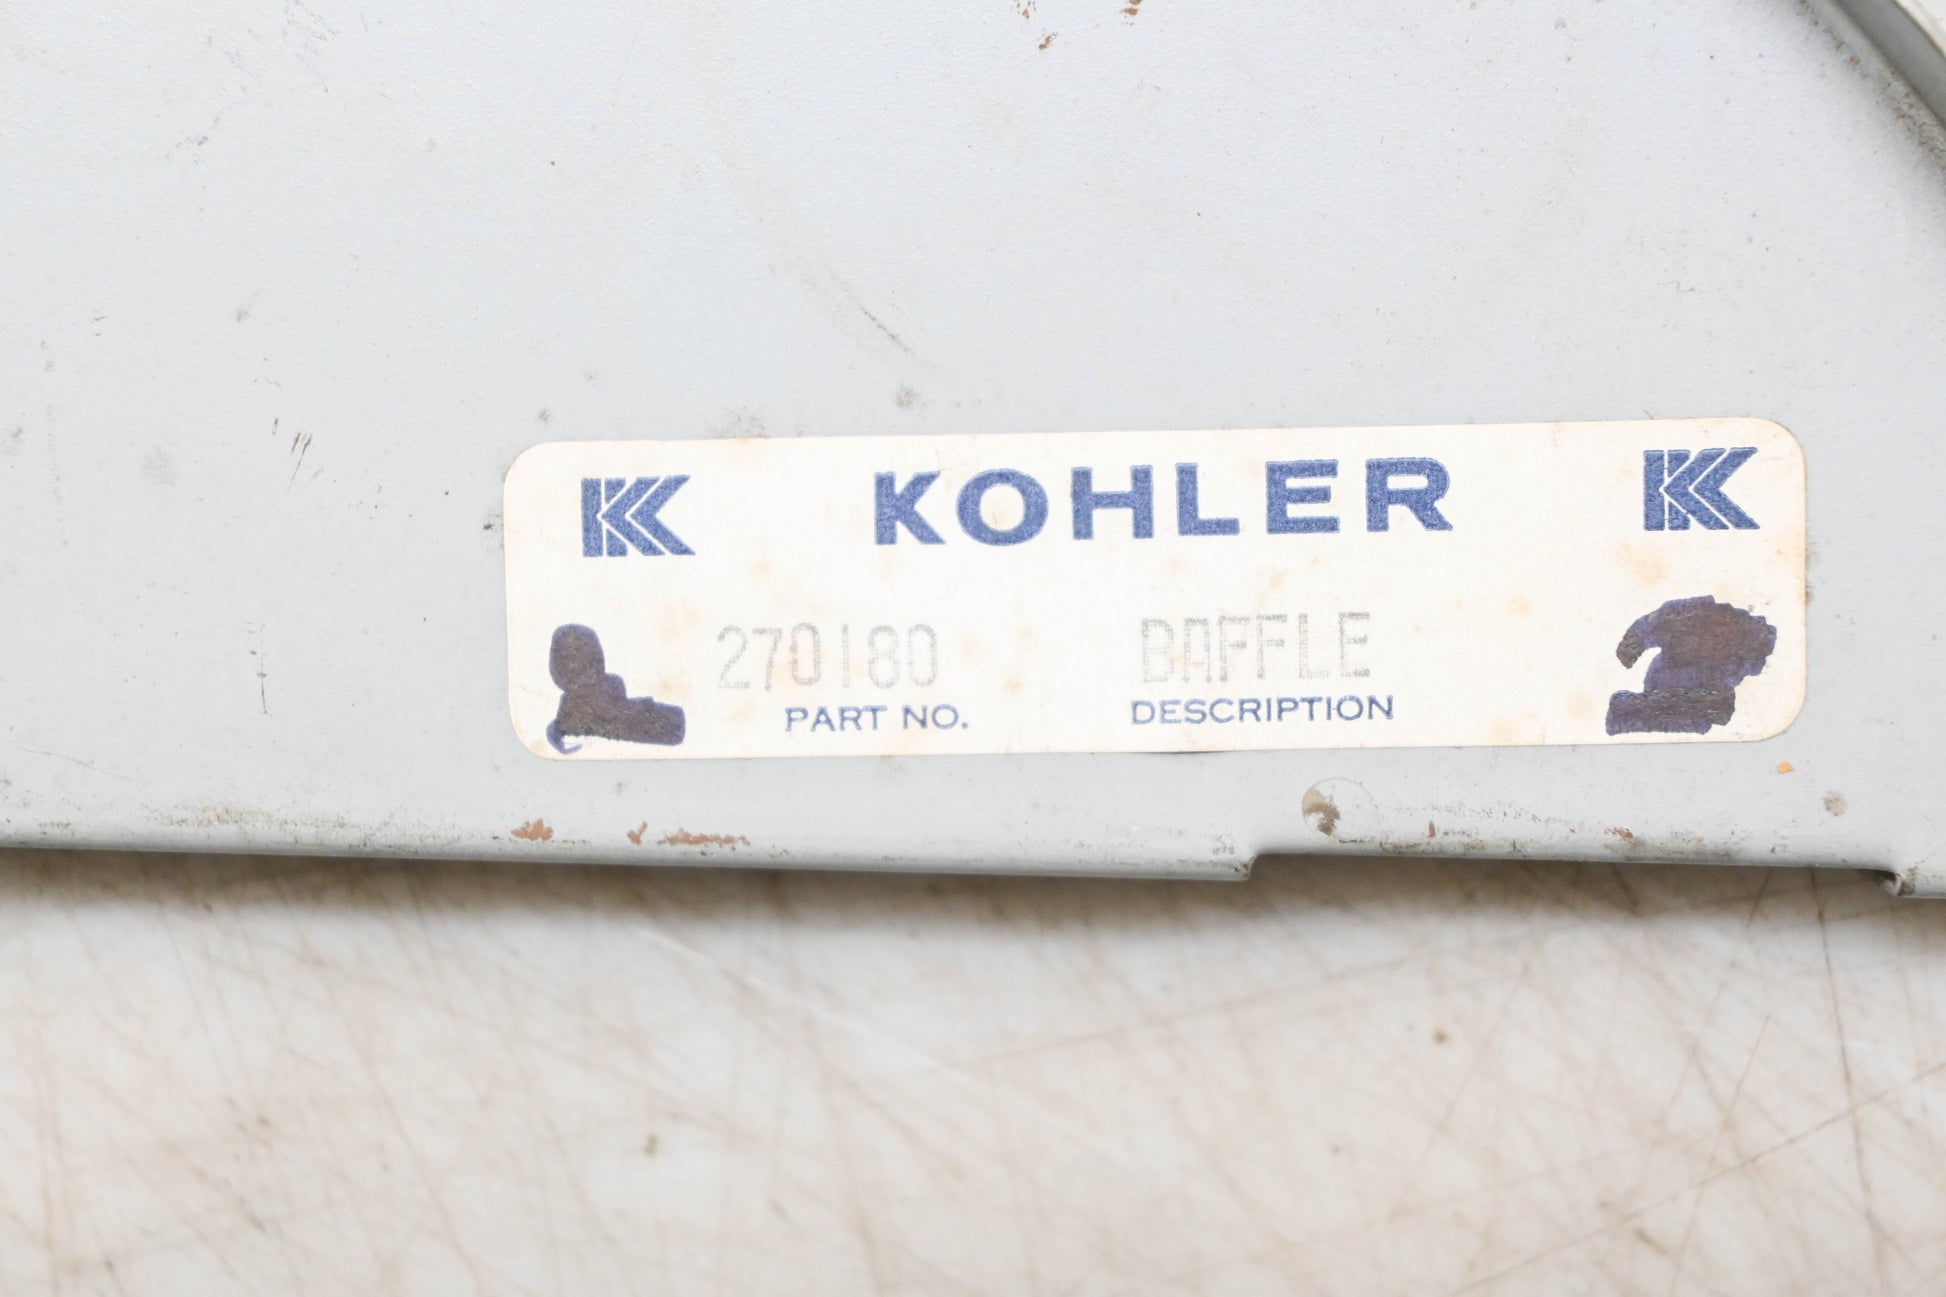 KOHLER
270180 BAFFLE
PART NO. DESCRIPTION